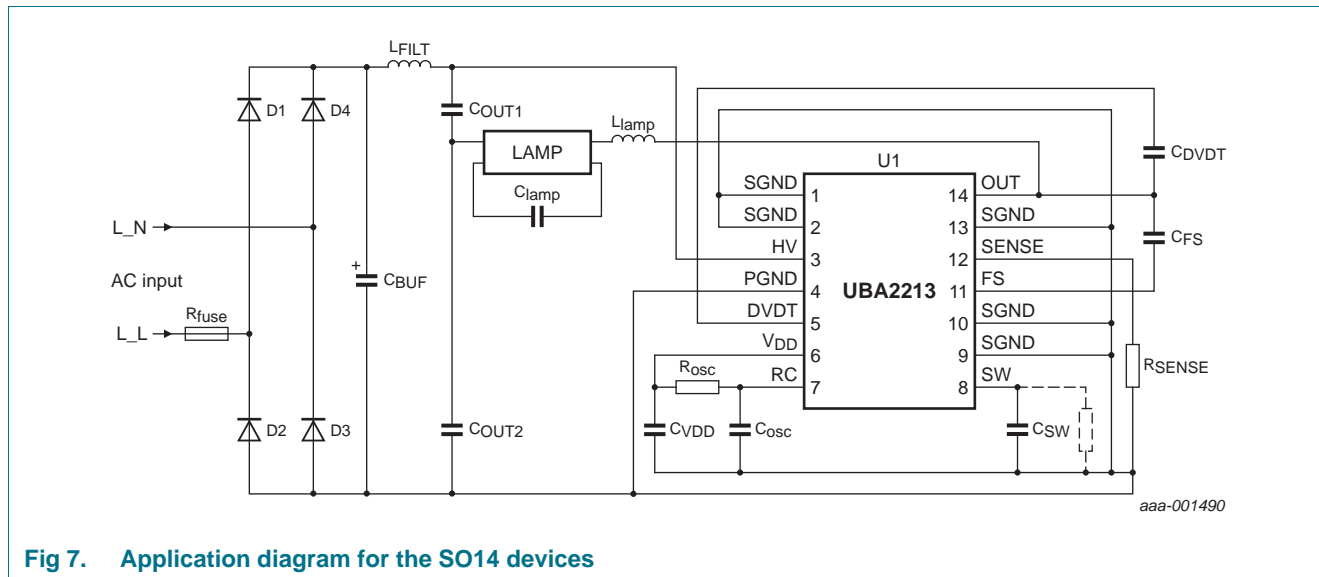 LFILT
D1
D4
COUT1
Llamp
LAMP
Clamp
CDVDT
U1
SGND
1
14
OUT
SGND
2
13
SGND
CFS
L_N
HV
3
12
SENSE
AC input
+
CBUF
PGND
4
UBA2213
11
FS
Rfuse
L_L
DVDT
5
10
SGND
VDD
6
9
SGND
Rosc
RC
7
8
SW
RSENSE
D2
D3
COUT2
CVDD
Cosc
CSW
aaa-001490
Fig 7. Application diagram for the SO14 devices